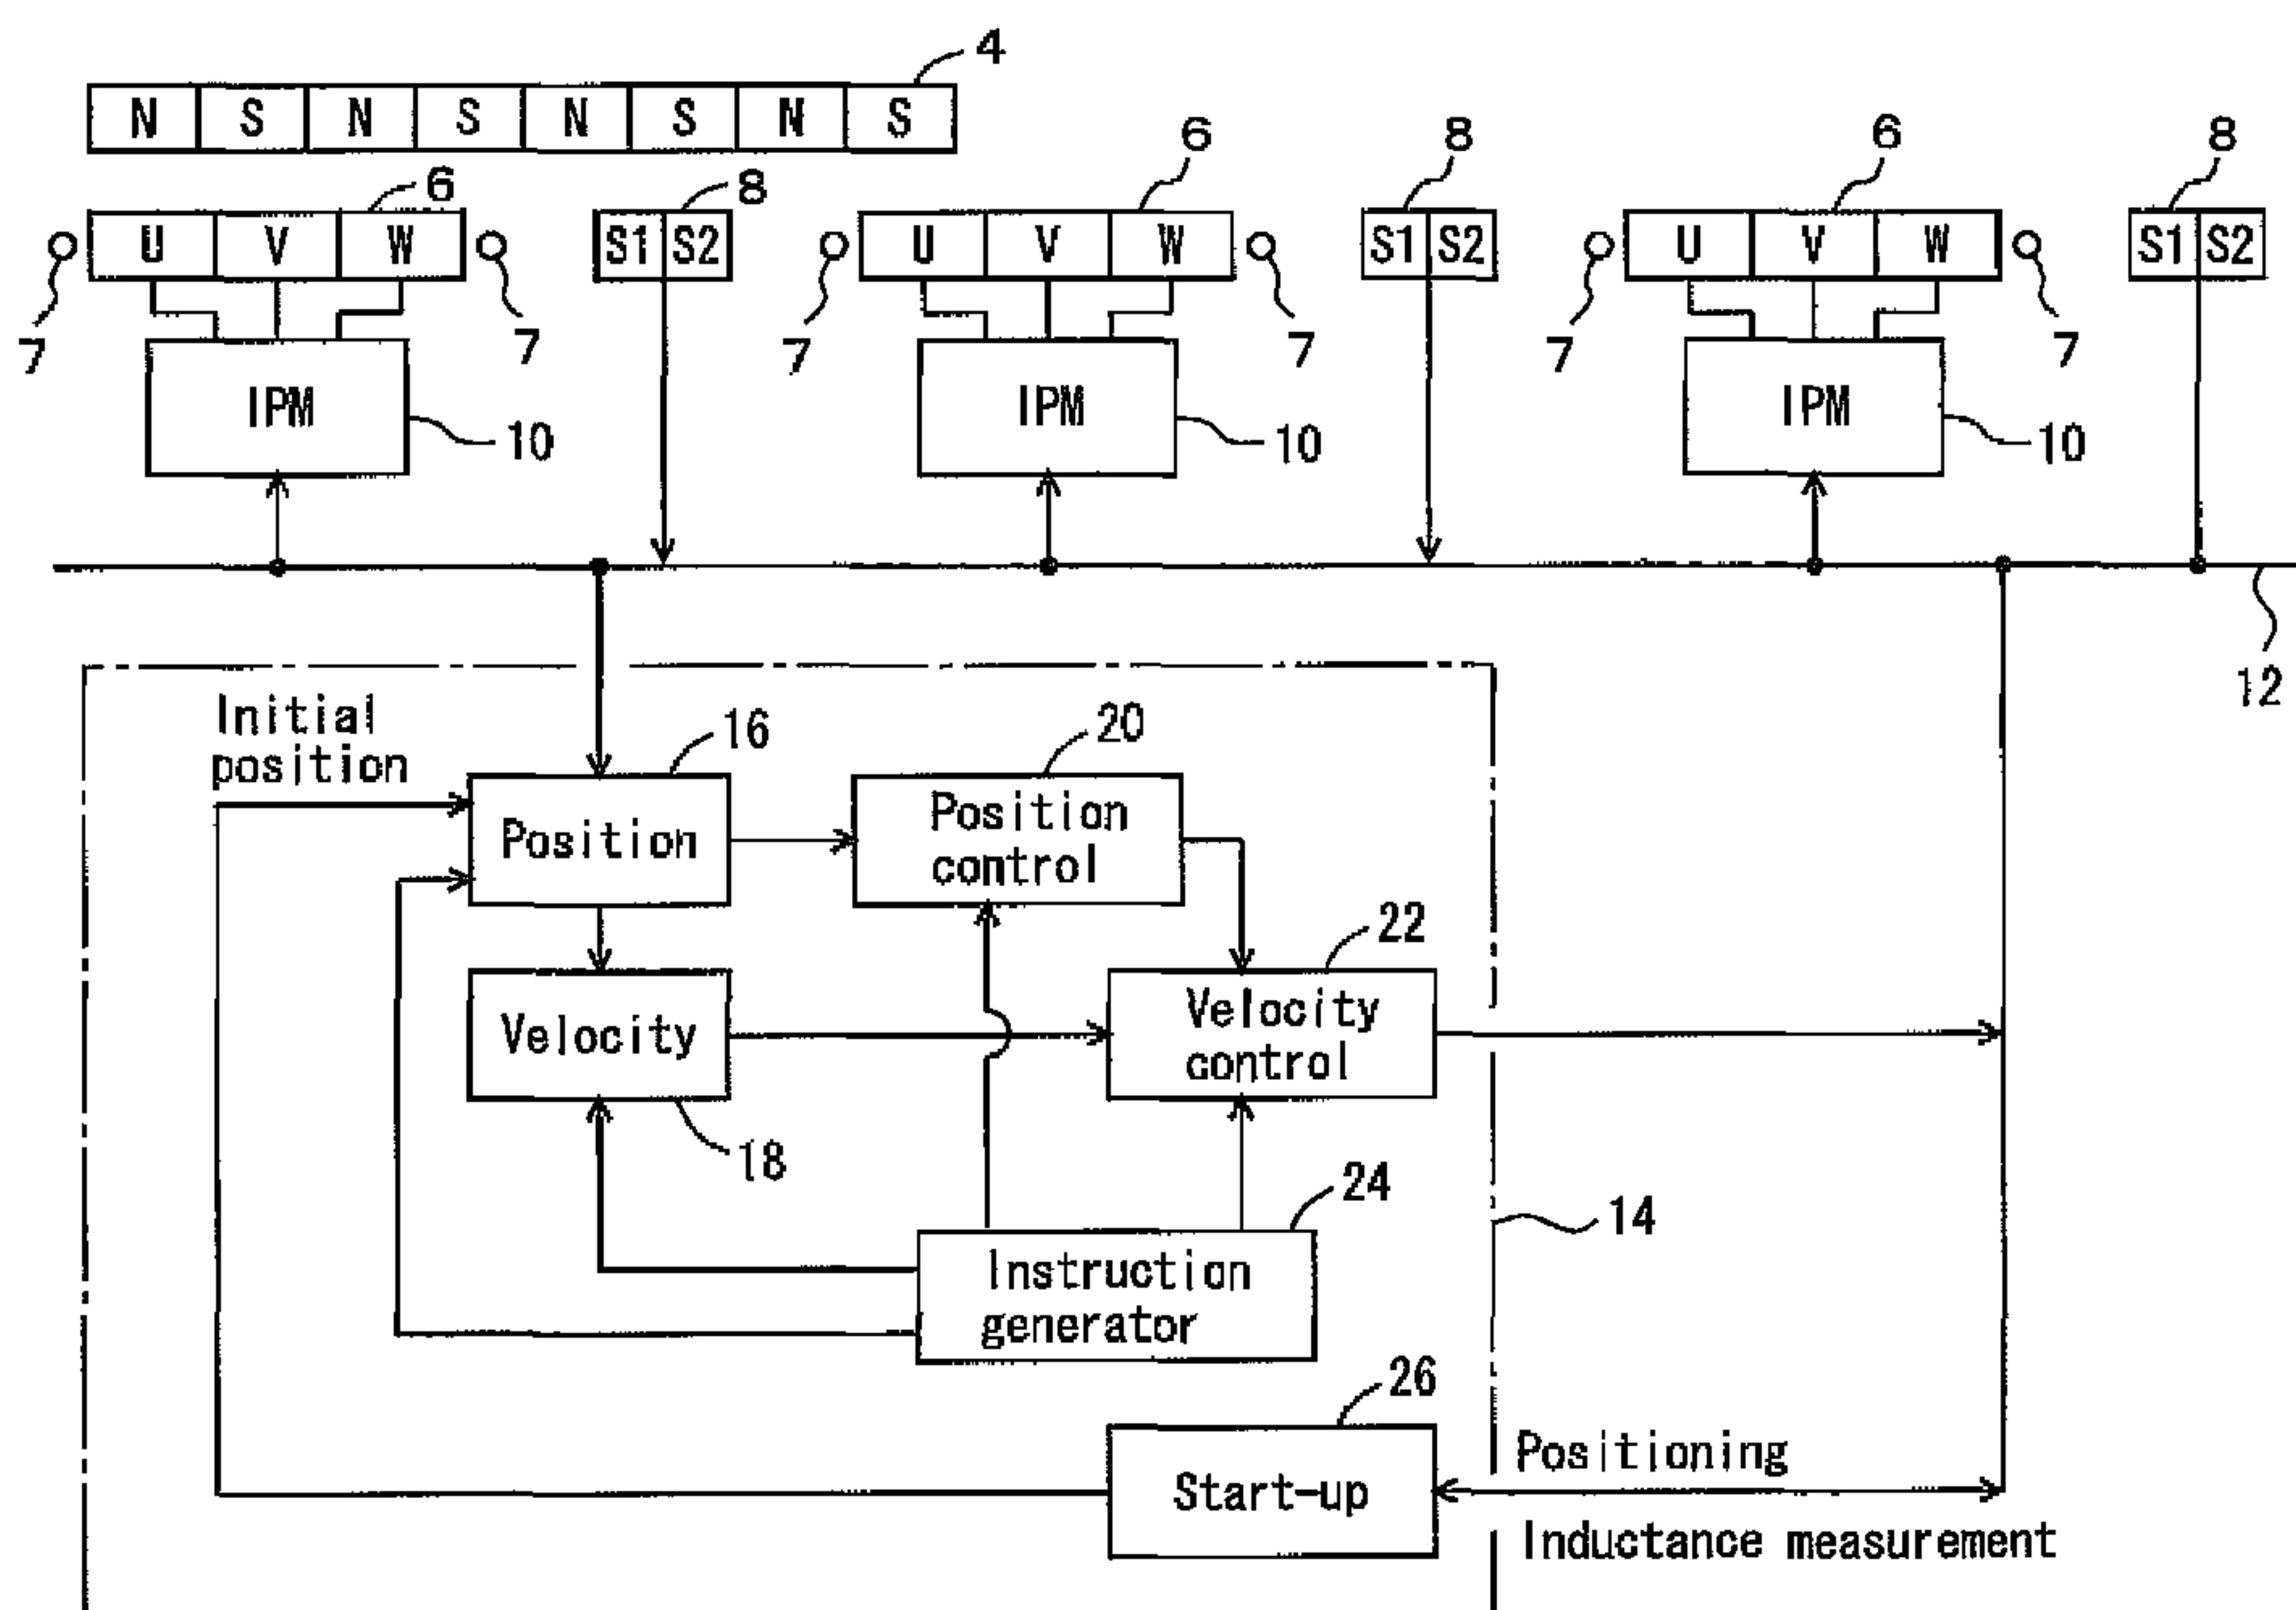 4
N S N S N S N S
6 8 6 8 6 8
U V W S1 S2 U V W S1 S2 U V W S1 S2
7 7 7 7 7 7
IPM 10 IPM 10 IPM 10
12
Initial
position
16 20
Position
Position
control
22
Velocity
Velocity
control
18
24
14
Instruction
generator
26
Start-up
Positioning
Inductance measurement